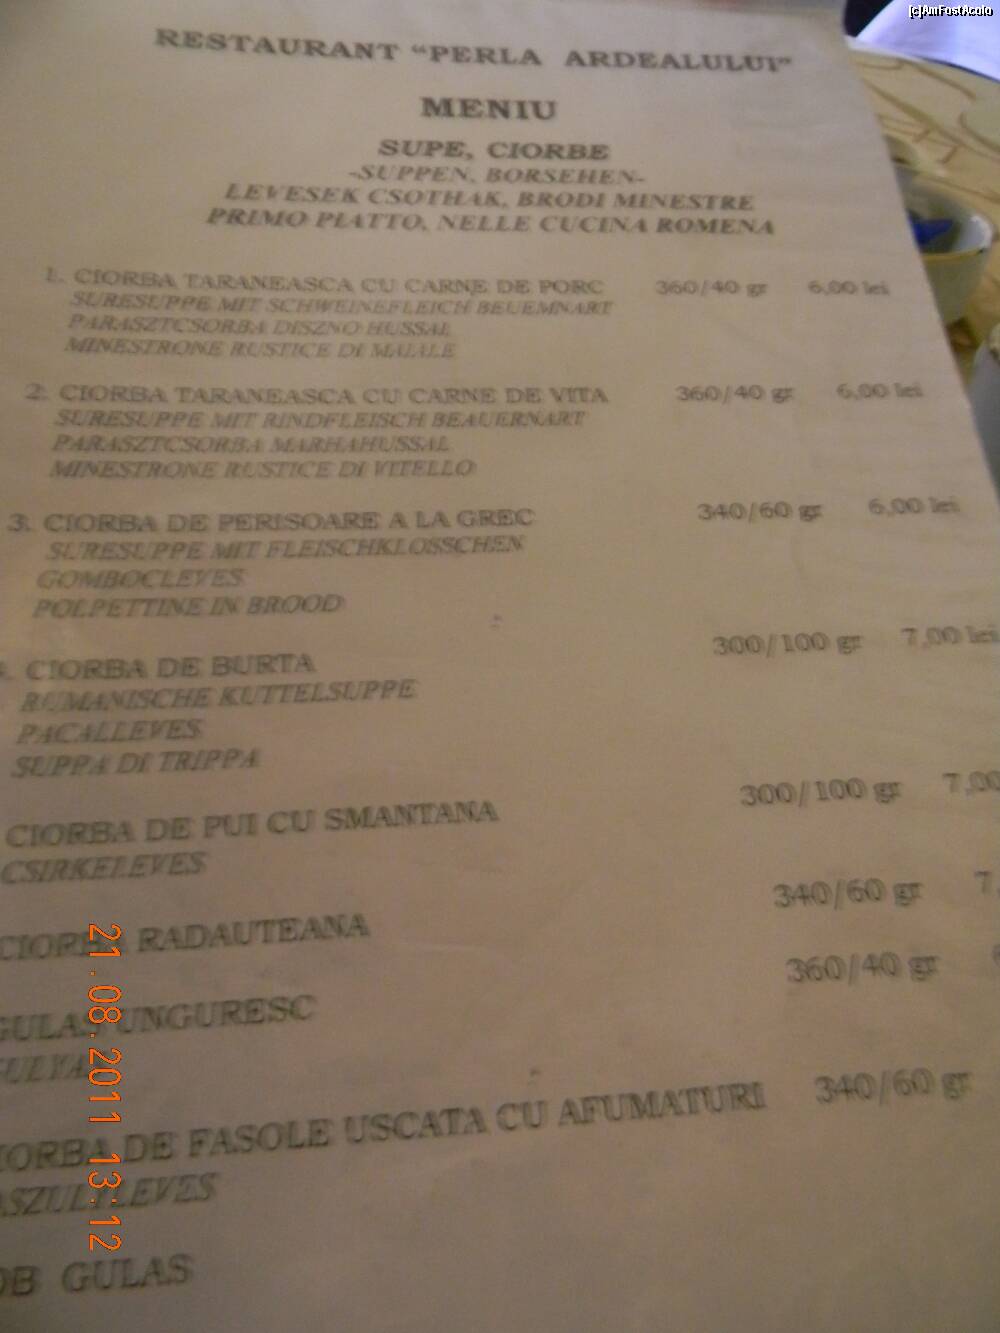 [c]AmFostAcolo
RESTAURANT "PERLA ARDEALULUI"
MENIU
SUPE, CIORBE
-SUPPEN, BORSEHEN-
LEVESEK CSOTHAK, BRODI MINESTRE
PRIMO PIATTO, NELLE CUCINA ROMENA
1. CIORBA TARANEASCA CU CARNE DE PORC 360/40 gr 6,00 lei
SURESUPPE MIT SCHWEINEFLEICH BEUEMNART
PARASZTCSORBA DISZNO HUSSAL
MINESTRONE RUSTICE DI MAIALE
2. CIORBA TARANEASCA CU CARNE DE VITA 360/40 gr 6,00 lei
SURESUPPE MIT RINDFLEISCH BEAUERNART
PARASZTCSORBA MARHAHUSSAL
MINESTRONE RUSTICE DI VITELLO
3. CIORBA DE PERISOARE A LA GREC 340/60 gr 6,00 lei
SURESUPPE MIT FLEISCHKLOSSCHEN
GOMBOCLEVES
POLPETTINE IN BROOD
CIORBA DE BURTA 300/100 gr 7,00 lei
RUMANISCHE KUTTELSUPPE
PACALLEVES
SUPPA DI TRIPPA
CIORBA DE PUI CU SMANTANA 300/100 gr 7,00
CSIRKELEVES
CIORBA RADAUTEANA 340/60 gr 7,
GULAS UNGURESC 360/40 gr
IORBA DE FASOLE USCATA CU AFUMATURI 340/60 gr
GULAS
21.08.2011 13:12